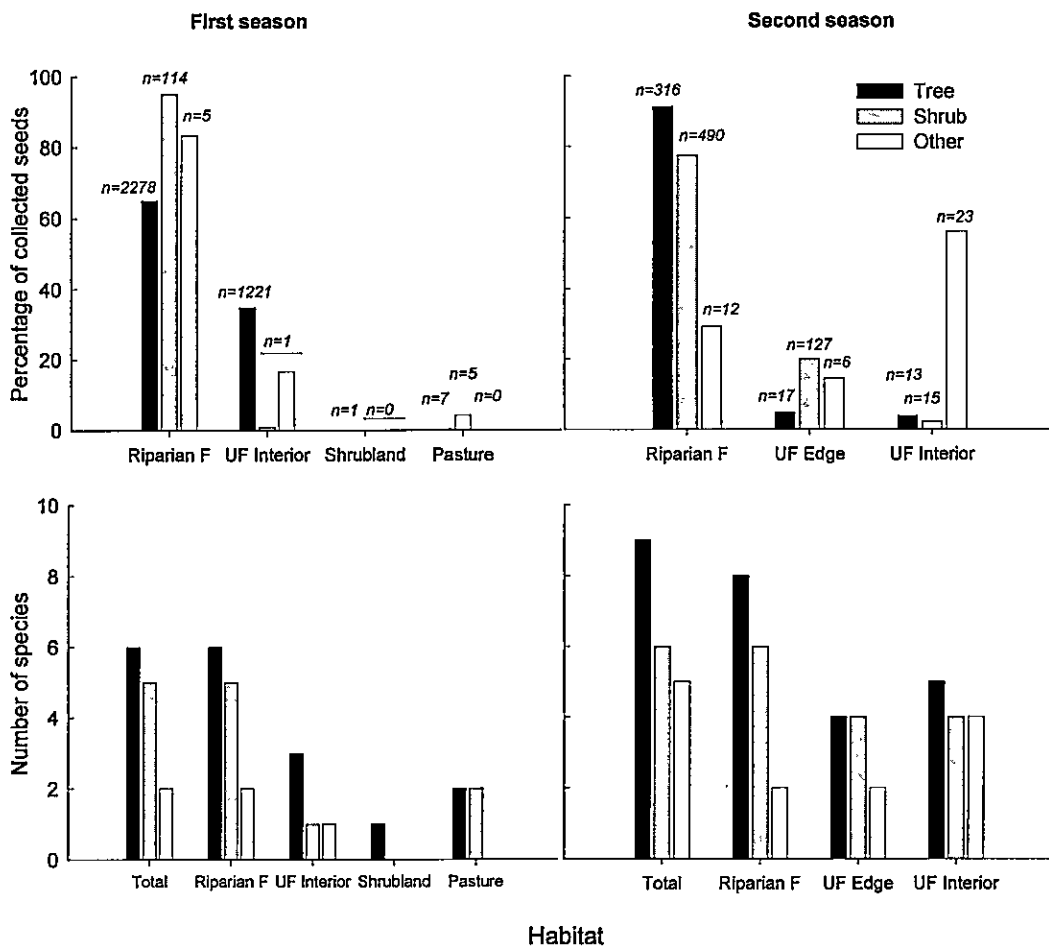 First season
Second season
Percentage of collected seeds
100
80
60
40
20
0
n=114
n=5
n=2278
n=1221
n=1
n=1
n=0
n=7
n=5
n=0
Riparian F
UF Interior
Shrubland
Pasture
Tree
Shrub
Other
n=316
n=490
n=12
n=17
n=127
n=6
n=13
n=15
n=23
Riparian F
UF Edge
UF Interior
Number of species
10
8
6
4
2
0
Total
Riparian F
UF Interior
Shrubland
Pasture
Total
Riparian F
UF Edge
UF Interior
Habitat